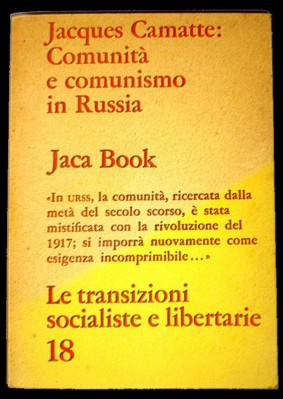 Jacques Camatte:
Comunità
e comunismo
in Russia
Jaca Book
«In URSS, la comunità, ricercata dalla
metà del secolo scorso, è stata
mistificata con la rivoluzione del
1917; si imporrà nuovamente come
esigenza incomprimibile...»
Le transizioni
socialiste e libertarie
18